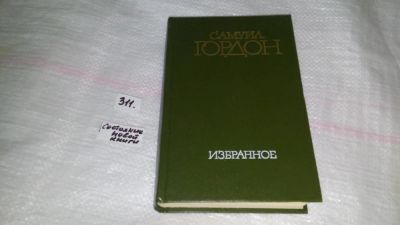 САМУИЛ
ГОРДОН
ИЗБРАННОЕ
311.
Состояние
новой
книги